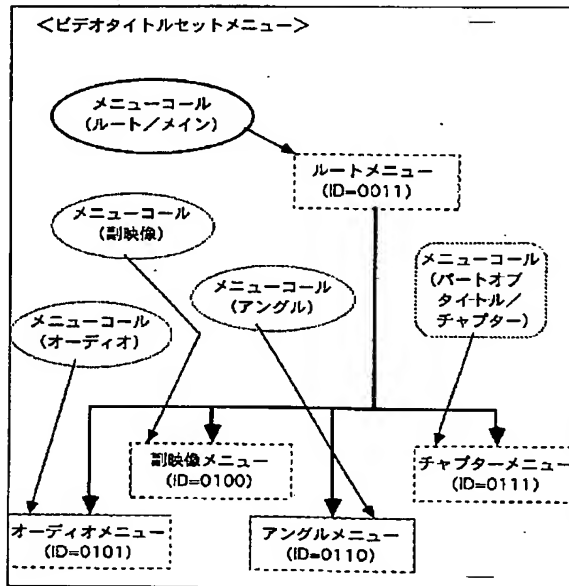 ＜ビデオタイトルセットメニュー＞
メニューコール
(ルート／メイン)
ルートメニュー
(ID=0011)
メニューコール
(副映像)
メニューコール
(アングル)
メニューコール
(パートオブ
タイトル／
チャプター)
メニューコール
(オーディオ)
副映像メニュー
(ID=0100)
チャプターメニュー
(ID=0111)
オーディオメニュー
(ID=0101)
アングルメニュー
(ID=0110)